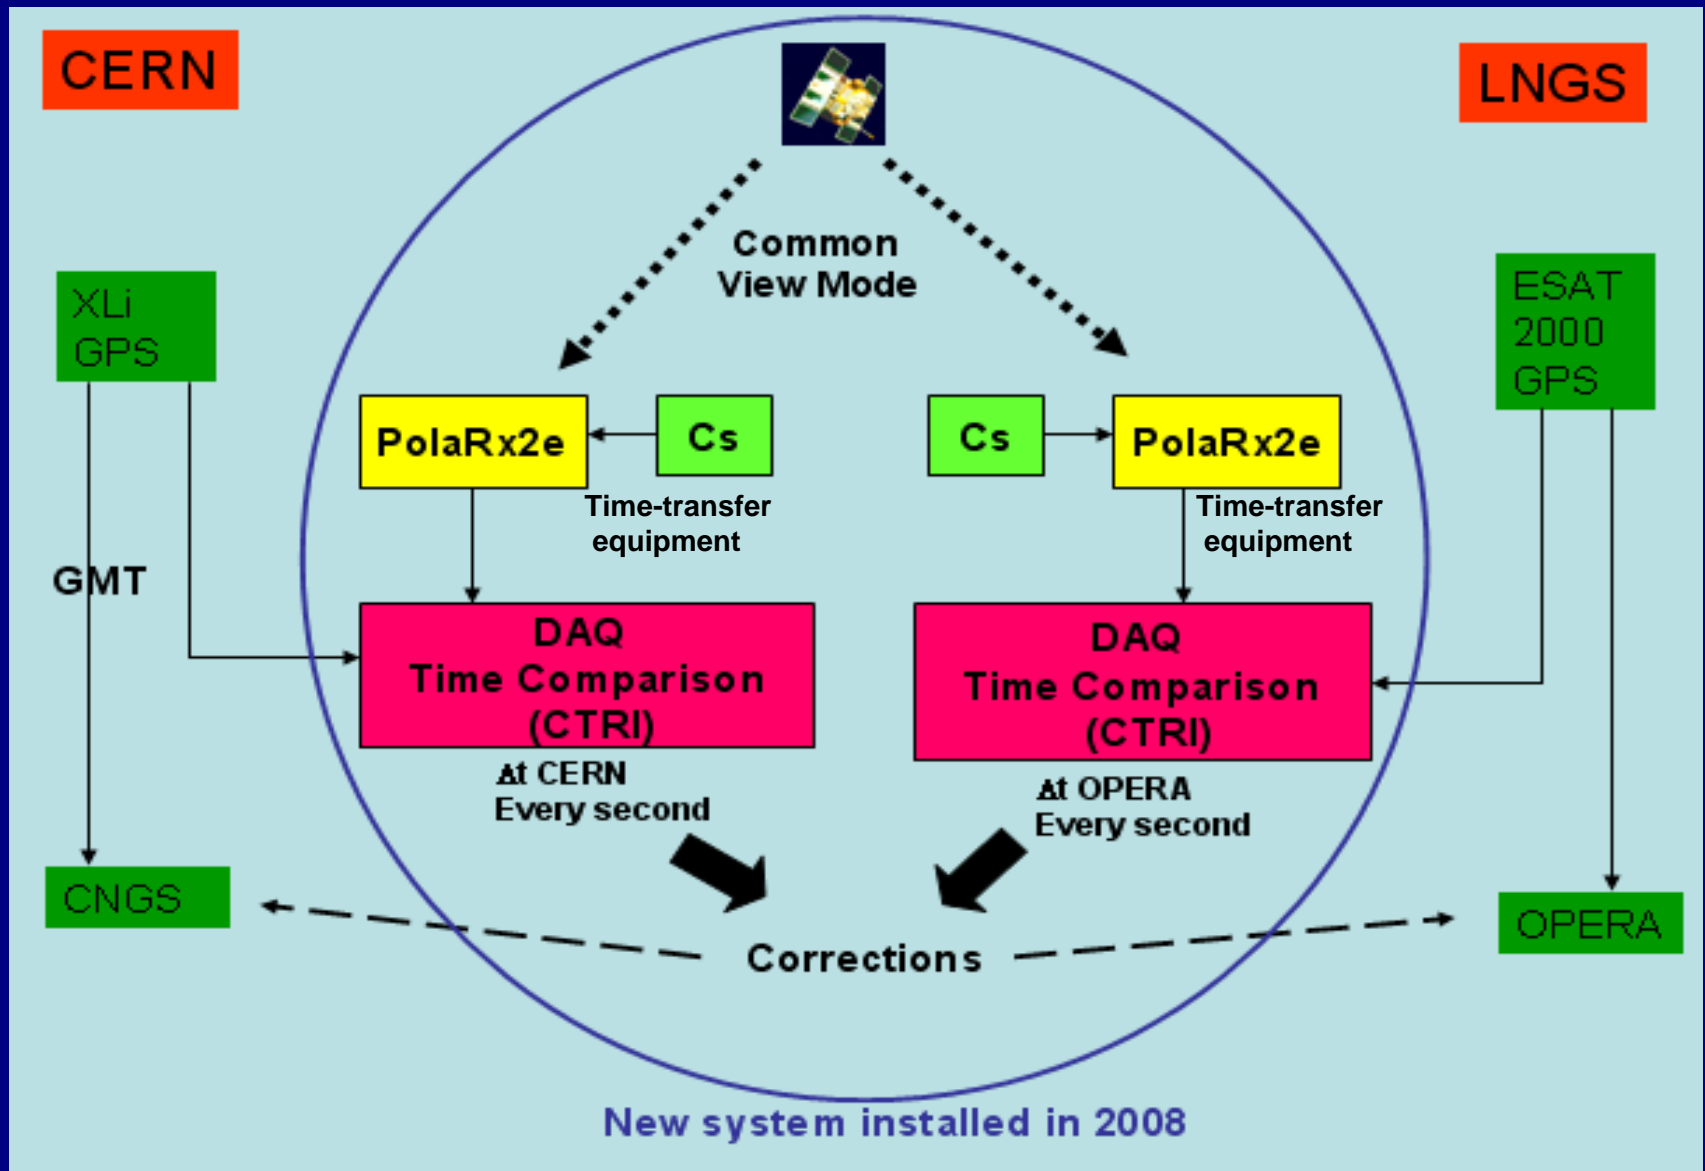 CERN
LNGS
Common
View Mode
XLi
GPS
ESAT
2000
GPS
PolaRx2e
Cs
Cs
PolaRx2e
Time-transfer
equipment
Time-transfer
equipment
GMT
DAQ
Time Comparison
(CTRI)
DAQ
Time Comparison
(CTRI)
Δt CERN
Every second
Δt OPERA
Every second
CNGS
OPERA
Corrections
New system installed in 2008